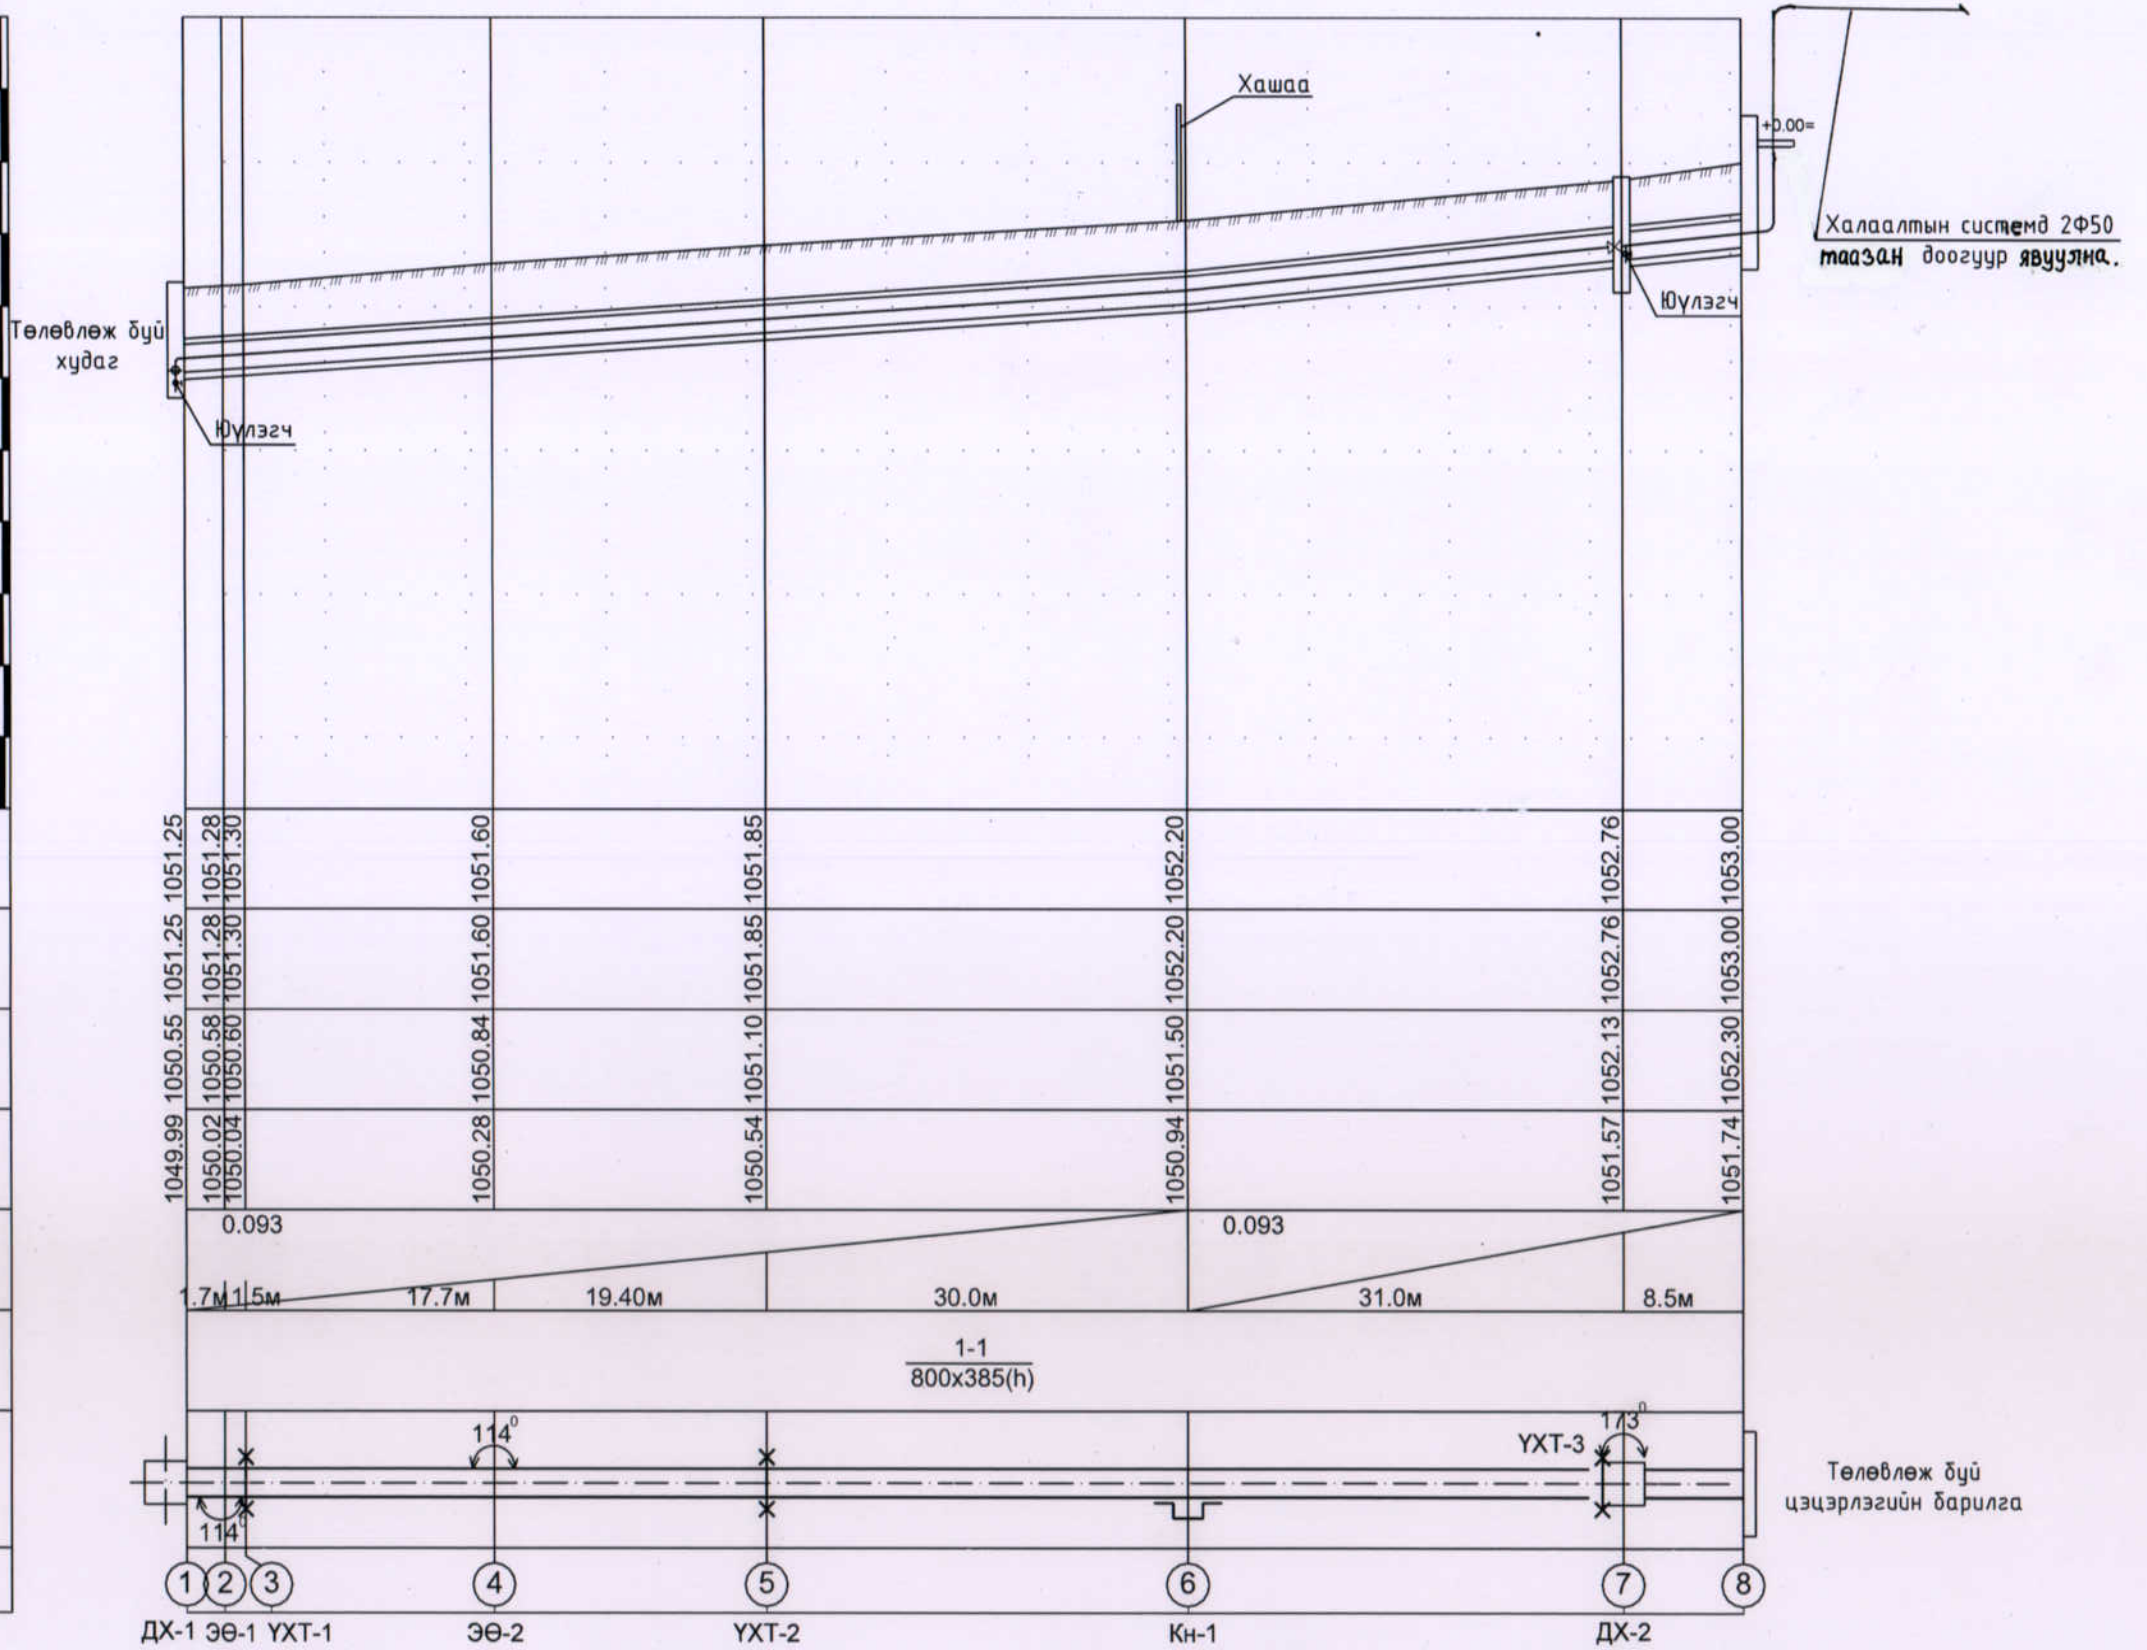 Хашаа
+0.00=
Халаалтын системд 2Ф50
таазан доогуур явуулна.
Юүлэгч
Төлөвлөж буй
худаг
Юүлэгч
1051.25 1051.28 1051.30 1051.60 1051.85 1052.20 1052.76 1053.00
1051.25 1051.28 1051.30 1051.60 1051.85 1052.20 1052.76 1053.00
1050.55 1050.58 1050.60 1050.84 1051.10 1051.50 1052.13 1052.30
1049.99 1050.02 1050.04 1050.28 1050.54 1050.94 1051.57 1051.74
0.093 0.093
1.7м 1.5м 17.7м 19.40м 30.0м 31.0м 8.5м
1-1
800x385(h)
114⁰ 173⁰
ҮХТ-3
Төлөвлөж буй
цэцэрлэгийн барилга
114⁰
1 2 3 4 5 6 7 8
ДХ-1 ЭӨ-1 ҮХТ-1 ЭӨ-2 ҮХТ-2 Кн-1 ДХ-2